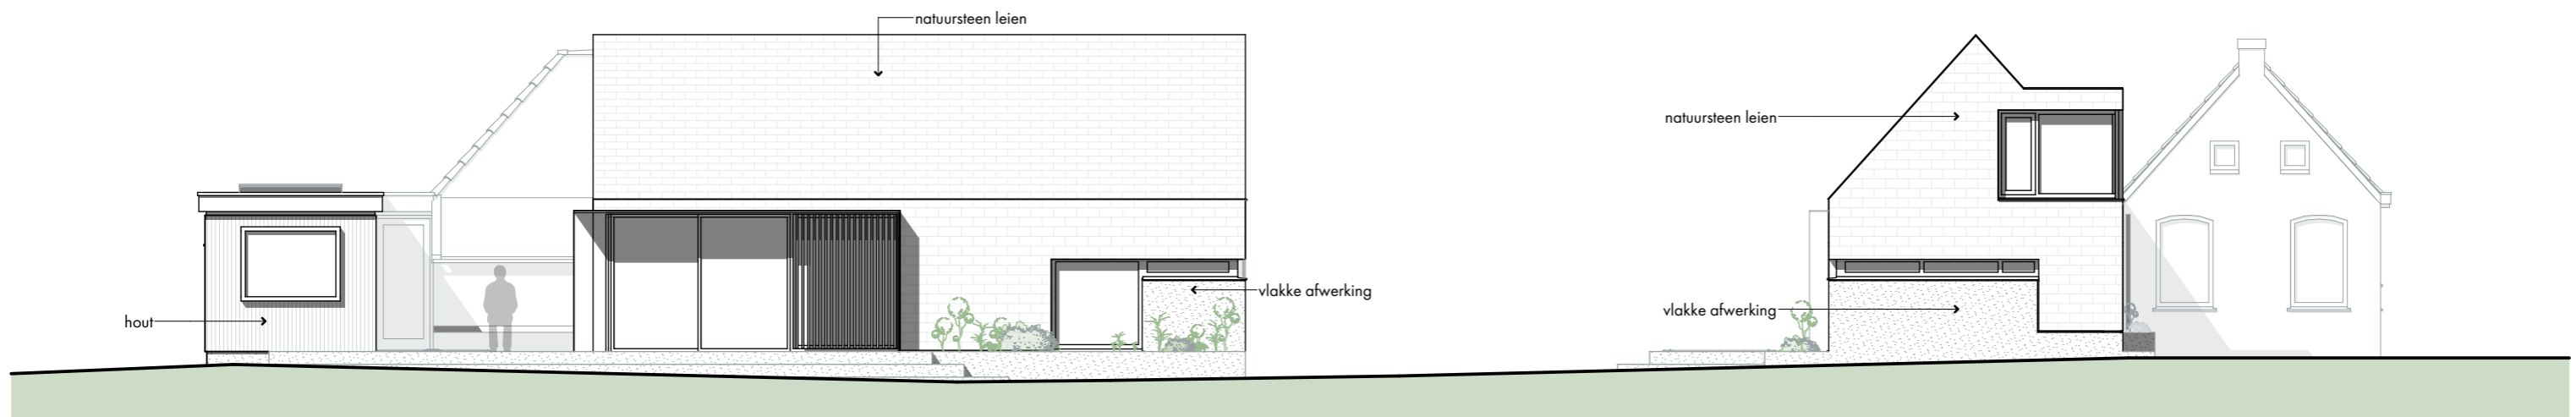 natuursteen leien
hout
vlakke afwerking
natuursteen leien
vlakke afwerking